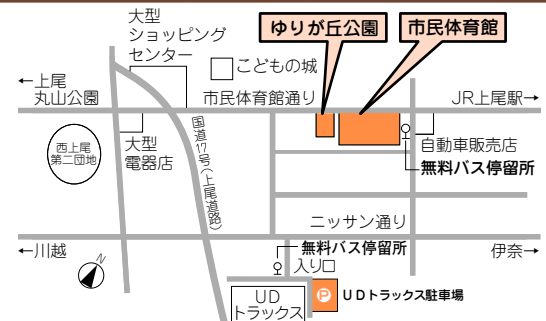 大型
ショッピング
センター
ゆりが丘公園
市民体育館
こどもの城
←上尾
丸山公園
市民体育館通り
JR上尾駅→
西上尾
第二団地
大型
電器店
国道17号(上尾道路)
自動車販売店
無料バス停留所
ニッサン通り
←川越
無料バス停留所
伊奈→
N
入り口
UD
トラックス
P
UDトラックス駐車場